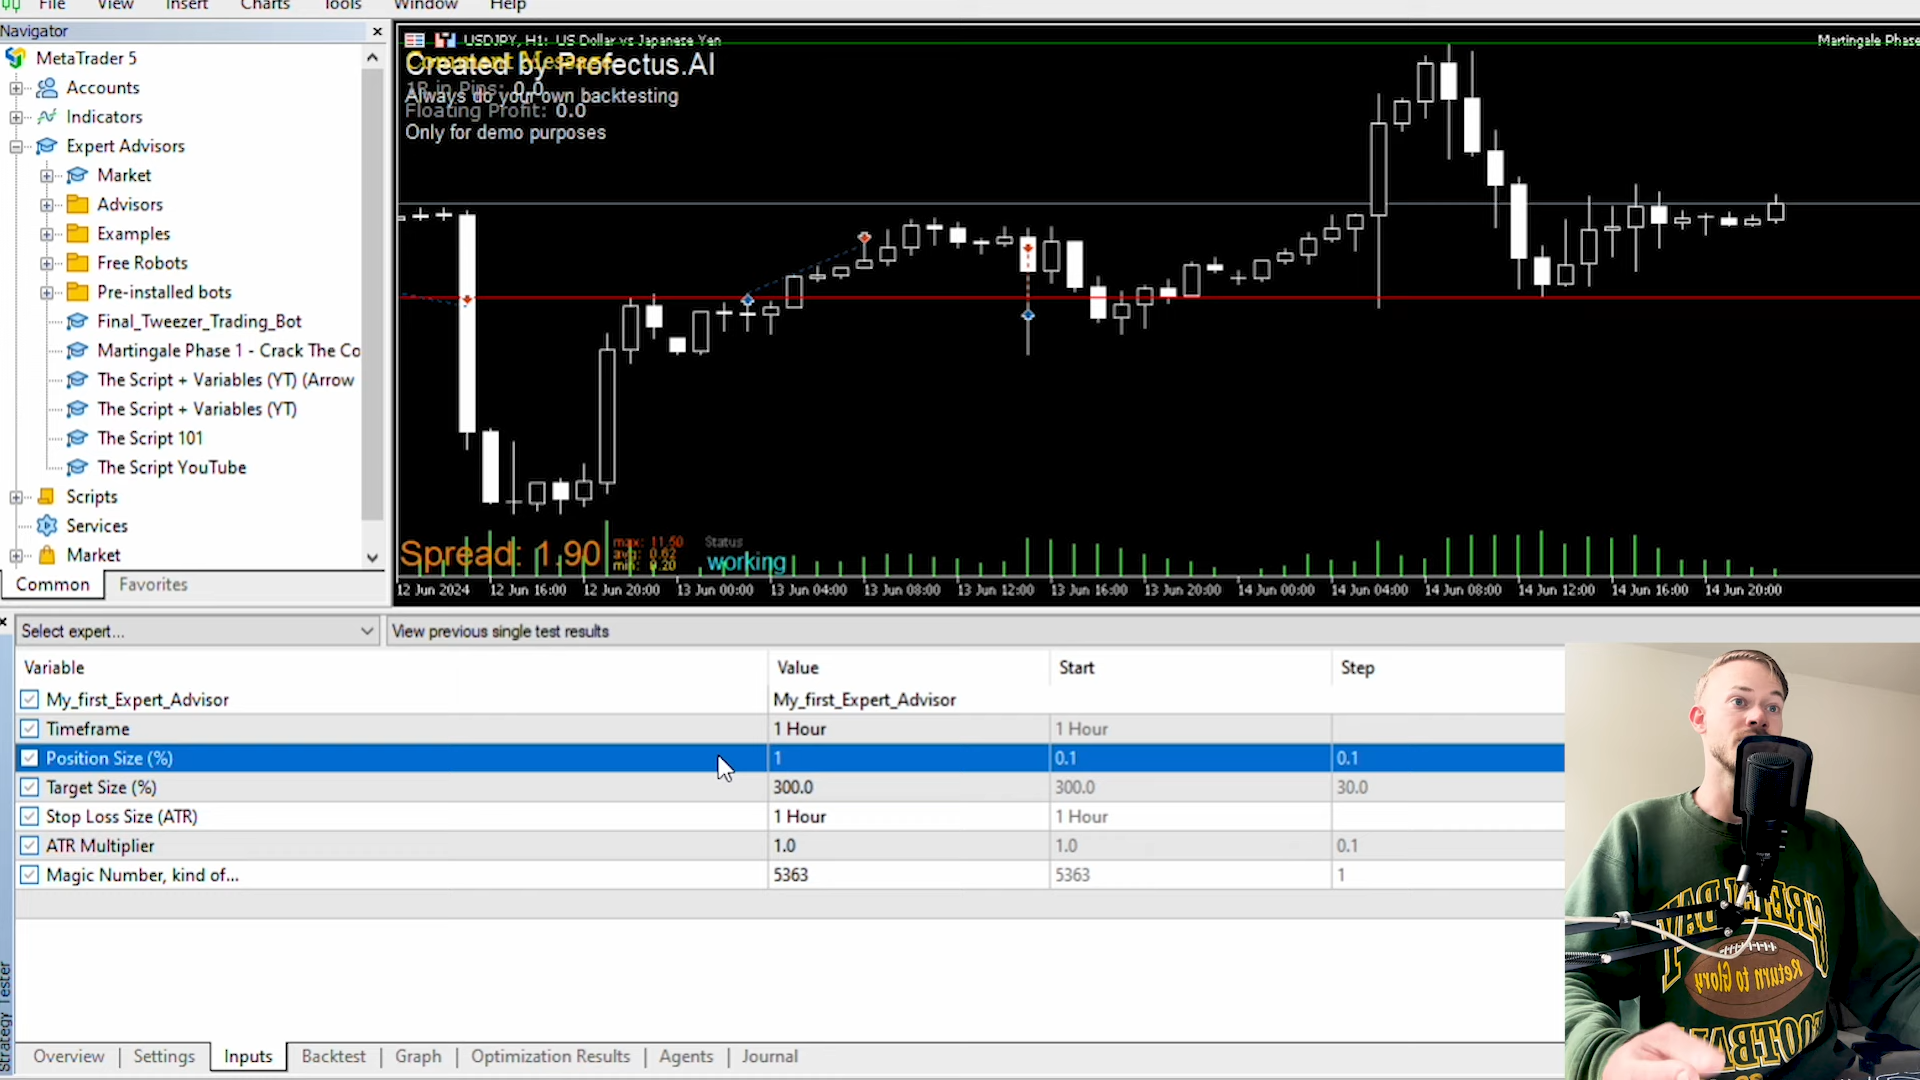 File View Insert Charts Tools Window Help
Navigator
MetaTrader 5
Accounts
Indicators
Expert Advisors
Market
Advisors
Examples
Free Robots
Pre-installed bots
Final_Tweezer_Trading_Bot
Martingale Phase 1 - Crack The Co
The Script + Variables (YT) (Arrow
The Script + Variables (YT)
The Script 101
The Script YouTube
Scripts
Services
Market
Common Favorites
USDJPY, H1: US Dollar vs Japanese Yen
Martingale Phase
Comment Message
Created by Profectus.AI
1R in Pips: 0.0
Always do your own backtesting
Floating Profit: 0.0
Only for demo purposes
Spread: 1.90
max: 11.50
avg: 0.62
min: 0.20
Status
working
12 Jun 2024 12 Jun 16:00 12 Jun 20:00 13 Jun 00:00 13 Jun 04:00 13 Jun 08:00 13 Jun 12:00 13 Jun 16:00 13 Jun 20:00 14 Jun 00:00 14 Jun 04:00 14 Jun 08:00 14 Jun 12:00 14 Jun 16:00 14 Jun 20:00
Select expert... View previous single test results
Variable Value Start Step
My_first_Expert_Advisor My_first_Expert_Advisor
Timeframe 1 Hour 1 Hour
Position Size (%) 1 0.1 0.1
Target Size (%) 300.0 300.0 30.0
Stop Loss Size (ATR) 1 Hour 1 Hour
ATR Multiplier 1.0 1.0 0.1
Magic Number, kind of... 5363 5363 1
Strategy Tester
Overview Settings Inputs Backtest Graph Optimization Results Agents Journal
Return to Glory